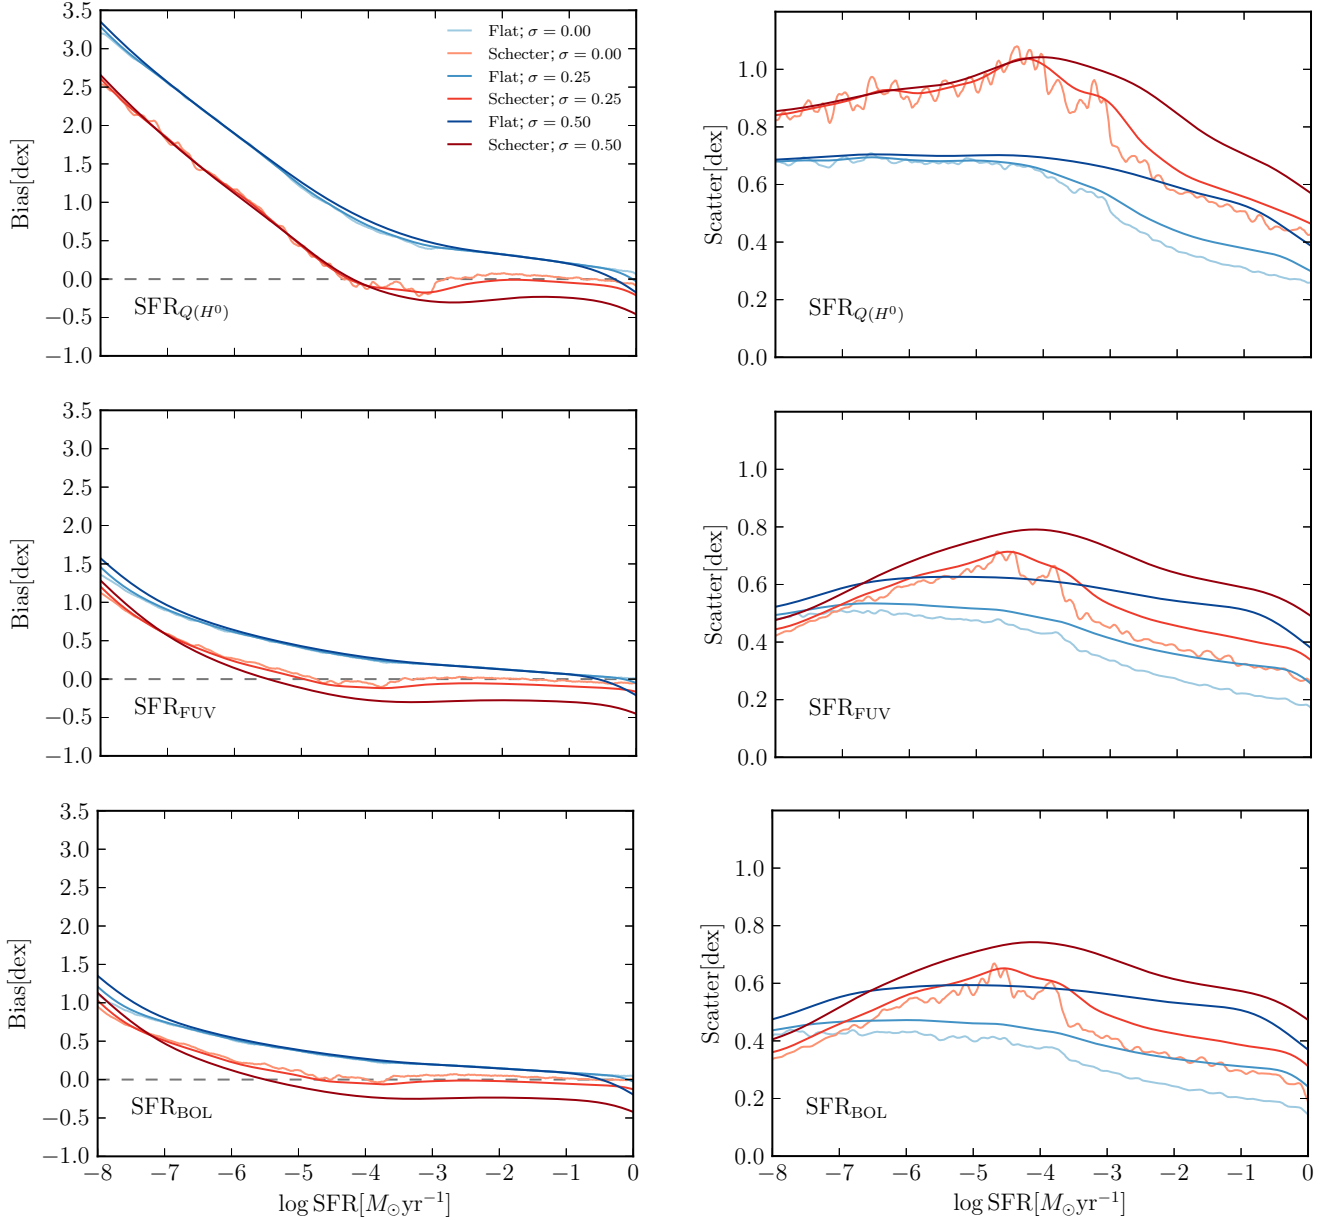 3.5
3.0
2.5
2.0
1.5
1.0
0.5
0.0
−0.5
−1.0
Bias[dex]
Flat; σ = 0.00
Schecter; σ = 0.00
Flat; σ = 0.25
Schecter; σ = 0.25
Flat; σ = 0.50
Schecter; σ = 0.50
SFR_{Q(H^0)}
1.0
0.8
0.6
0.4
0.2
0.0
Scatter[dex]
SFR_{Q(H^0)}
3.5
3.0
2.5
2.0
1.5
1.0
0.5
0.0
−0.5
−1.0
Bias[dex]
SFR_{FUV}
1.0
0.8
0.6
0.4
0.2
0.0
Scatter[dex]
SFR_{FUV}
3.5
3.0
2.5
2.0
1.5
1.0
0.5
0.0
−0.5
−1.0
Bias[dex]
SFR_{BOL}
−8 −7 −6 −5 −4 −3 −2 −1 0
log SFR[M_⊙yr^{−1}]
1.0
0.8
0.6
0.4
0.2
0.0
Scatter[dex]
SFR_{BOL}
−8 −7 −6 −5 −4 −3 −2 −1 0
log SFR[M_⊙yr^{−1}]